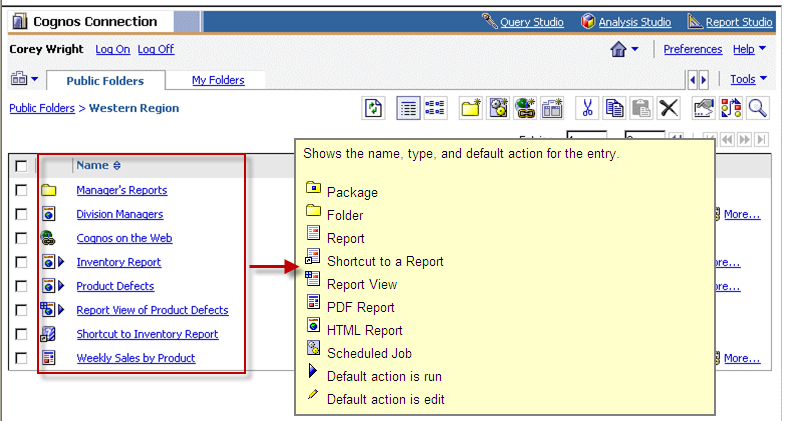 Cognos Connection Query Studio Analysis Studio Report Studio
Corey Wright Log On Log Off Preferences Help
Public Folders My Folders Tools
Public Folders > Western Region
Name
Manager's Reports
Division Managers More...
Cognos on the Web
Inventory Report
Product Defects
Report View of Product Defects
Shortcut to Inventory Report
Weekly Sales by Product More...
Shows the name, type, and default action for the entry.
Package
Folder
Report
Shortcut to a Report
Report View
PDF Report
HTML Report
Scheduled Job
Default action is run
Default action is edit